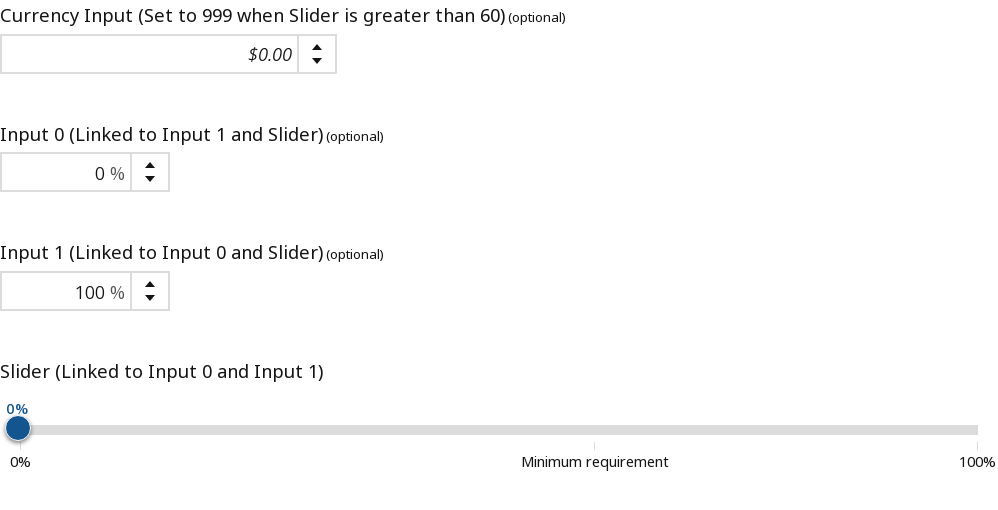 Currency Input (Set to 999 when Slider is greater than 60) (optional)
$0.00
Input 0 (Linked to Input 1 and Slider) (optional)
0 %
Input 1 (Linked to Input 0 and Slider) (optional)
100 %
Slider (Linked to Input 0 and Input 1)
0%
0% Minimum requirement 100%